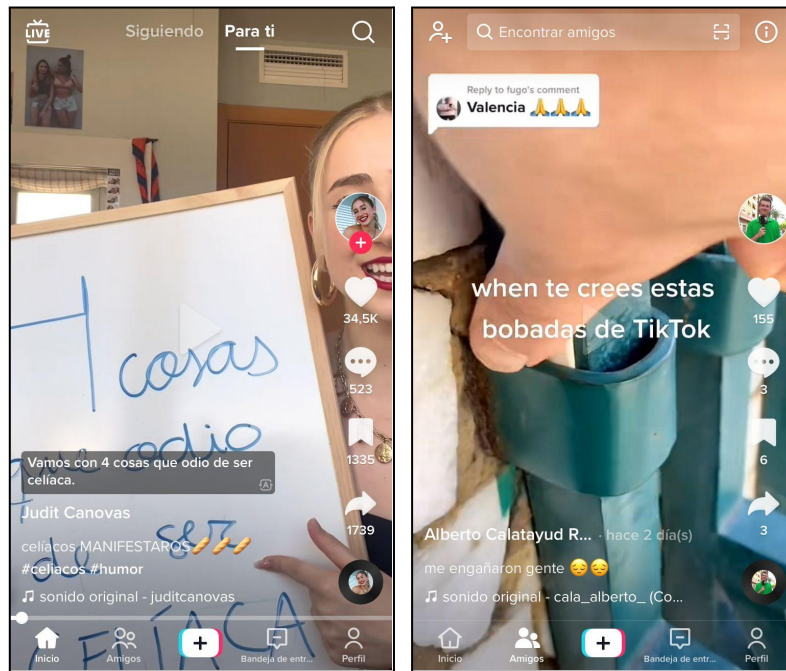 LIVE
Siguiendo
Para ti
4 cosas
que odio
de ser
CELÍACA
34,5K
523
1335
1739
Vamos con 4 cosas que odio de ser
celíaca.
Judit Canovas
celíacos MANIFESTAROS🥖🥖🥖
#celiacos #humor
sonido original - juditcanovas
Inicio
Amigos
Bandeja de entr...
Perfil
Encontrar amigos
Reply to fugo's comment
Valencia 🙏🙏🙏
when te crees estas
bobadas de TikTok
155
3
6
3
Alberto Calatayud R... · hace 2 día(s)
me engañaron gente 😔😔
sonido original - cala_alberto_ (Co...
Inicio
Amigos
Bandeja de entr...
Perfil